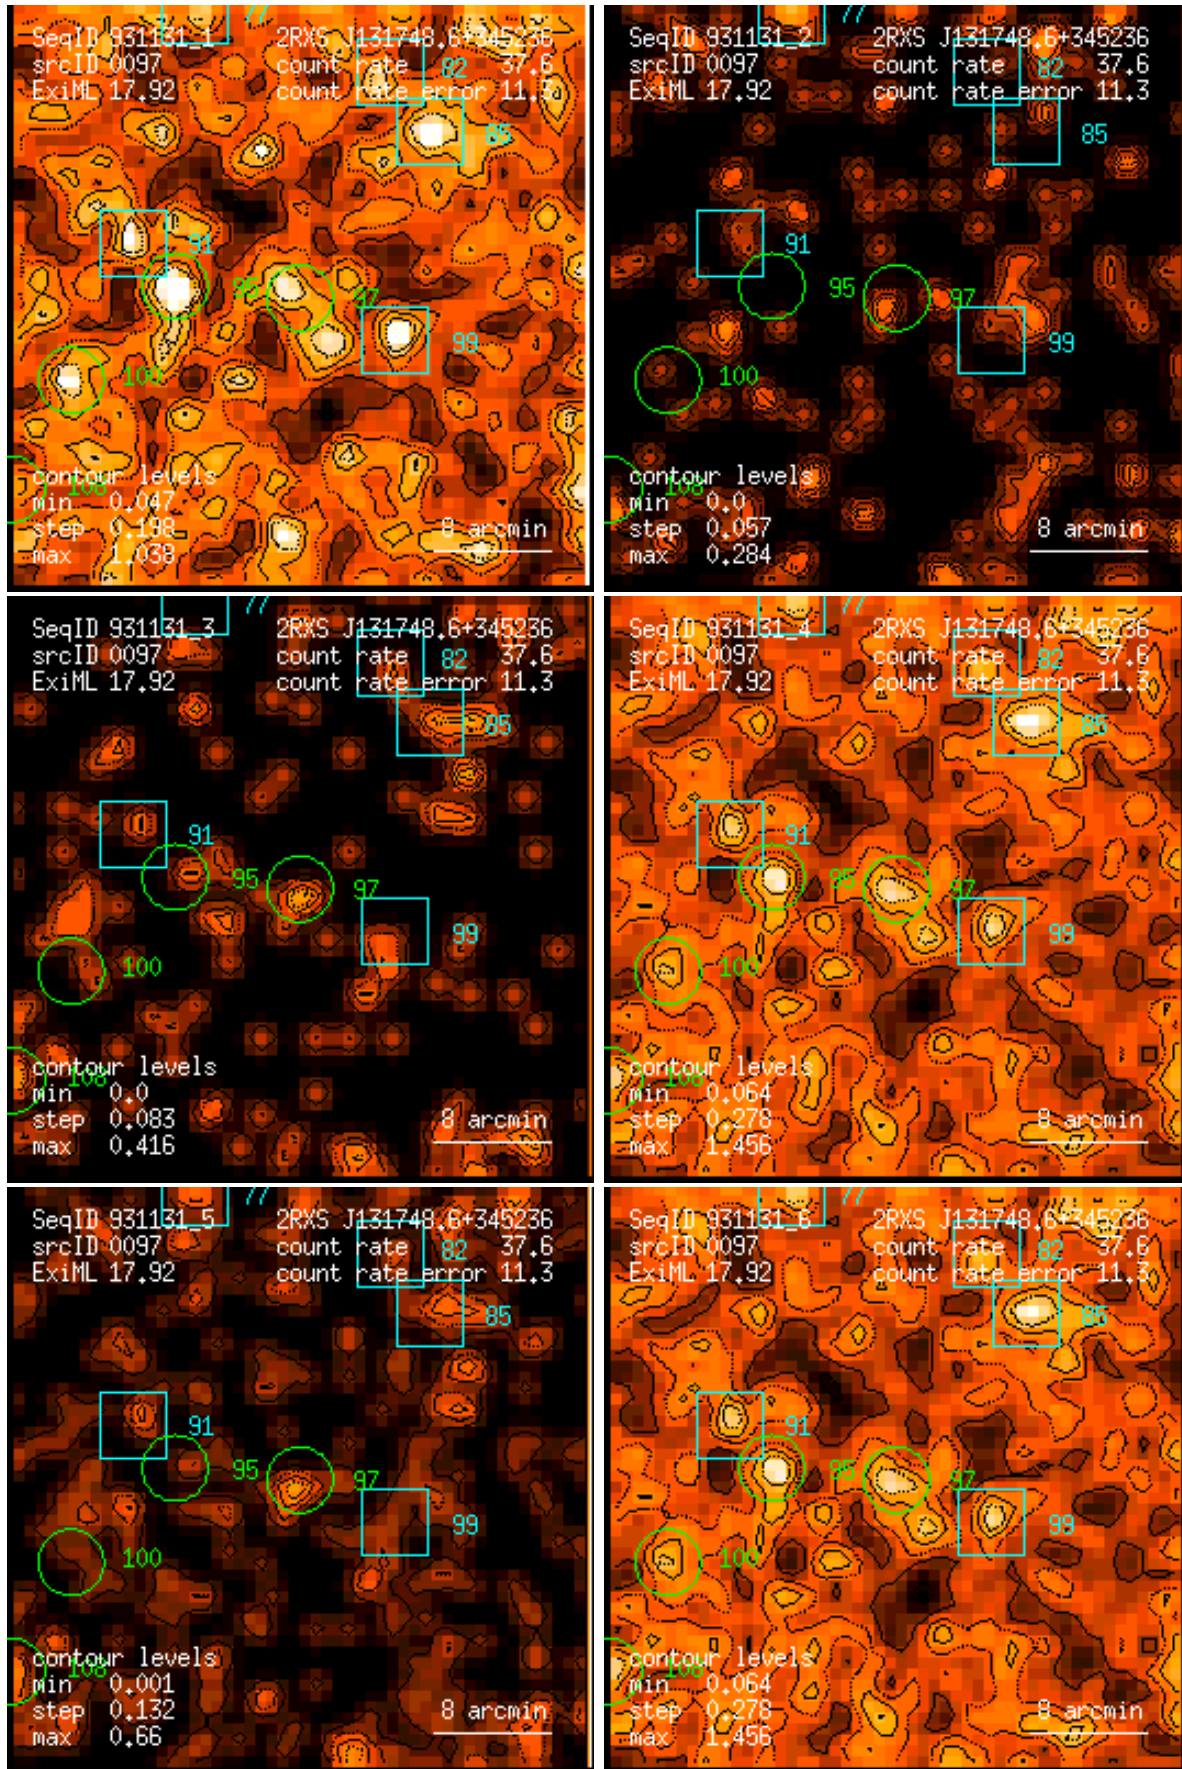 77
SeqID 931131_1 2RXS J131748.6+345236
srcID 0097 count rate 82 37.6
ExiML 17.92 count rate error 11.3
85
91
95 97
99
100
contour levels
108
min 0.047
step 0.198 8 arcmin
max 1.038
77
SeqID 931131_2 2RXS J131748.6+345236
srcID 0097 count rate 82 37.6
ExiML 17.92 count rate error 11.3
85
91
95 97
99
100
contour levels
108
min 0.0
step 0.057 8 arcmin
max 0.284
77
SeqID 931131_3 2RXS J131748.6+345236
srcID 0097 count rate 82 37.6
ExiML 17.92 count rate error 11.3
85
91
95 97
99
100
contour levels
108
min 0.0
step 0.083 8 arcmin
max 0.416
77
SeqID 931131_4 2RXS J131748.6+345236
srcID 0097 count rate 82 37.6
ExiML 17.92 count rate error 11.3
85
91
95 97
99
100
contour levels
108
min 0.064
step 0.278 8 arcmin
max 1.456
77
SeqID 931131_5 2RXS J131748.6+345236
srcID 0097 count rate 82 37.6
ExiML 17.92 count rate error 11.3
85
91
95 97
99
100
contour levels
108
min 0.001
step 0.132 8 arcmin
max 0.66
77
SeqID 931131_6 2RXS J131748.6+345236
srcID 0097 count rate 82 37.6
ExiML 17.92 count rate error 11.3
85
91
95 97
99
100
contour levels
108
min 0.064
step 0.278 8 arcmin
max 1.456